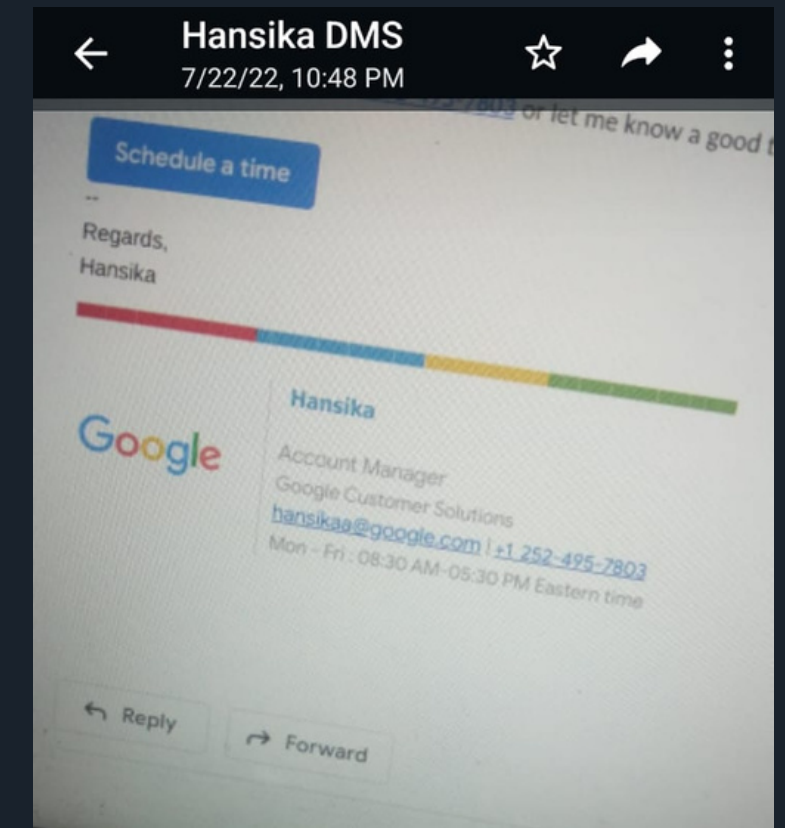 Hansika DMS
7/22/22, 10:48 PM
7803 or let me know a good t
Schedule a time
--
Regards,
Hansika
Google
Hansika
Account Manager
Google Customer Solutions
hansikaa@google.com | +1 252-495-7803
Mon - Fri : 08:30 AM-05:30 PM Eastern time
Reply
Forward